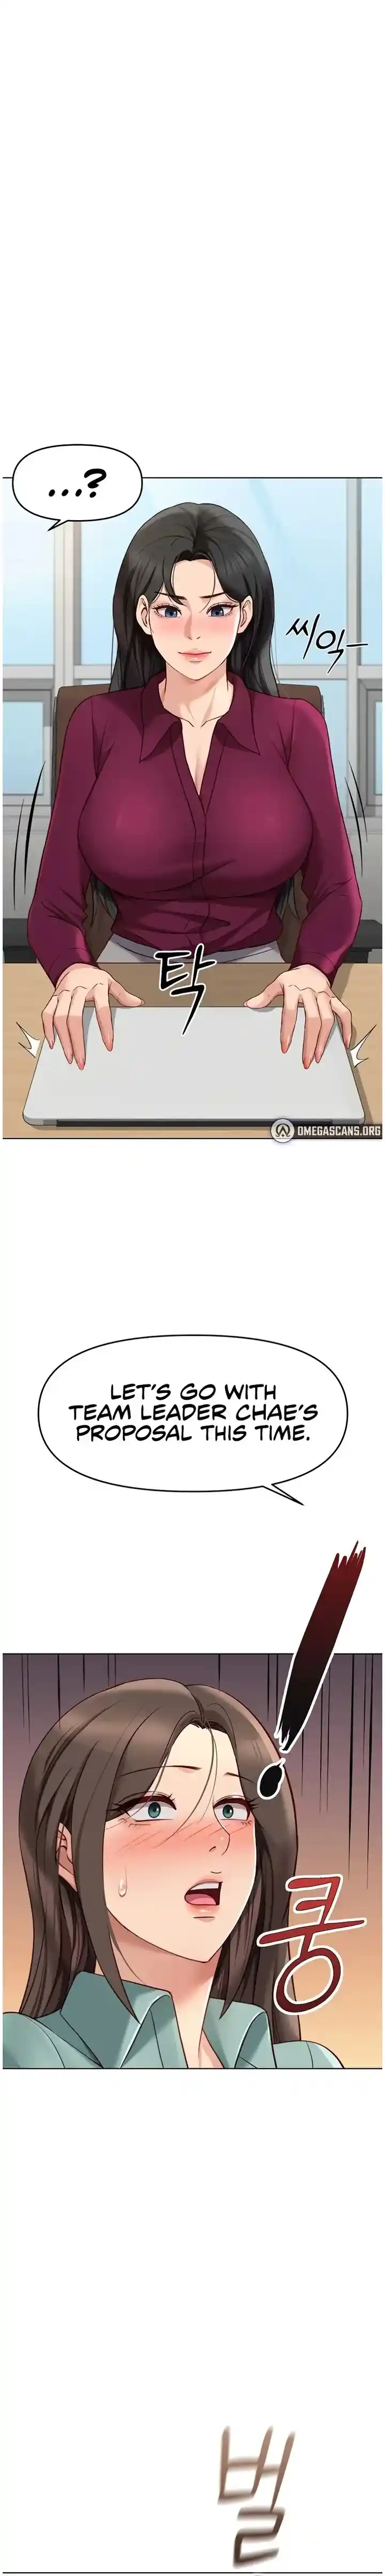 ...?
씨익-
탁
OMEGASCANS.ORG
LET'S GO WITH
TEAM LEADER CHAE'S
PROPOSAL THIS TIME.
쿵
벌